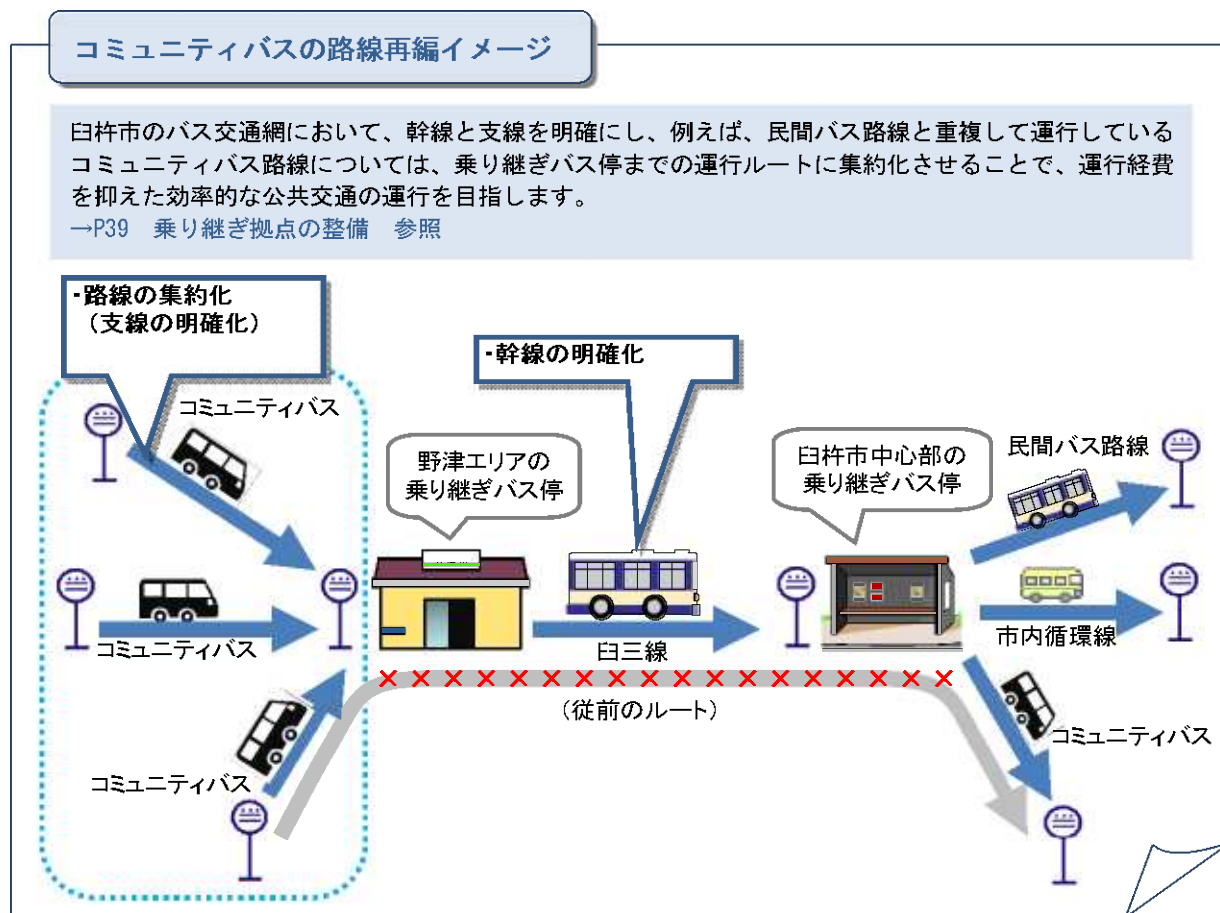 コミュニティバスの路線再編イメージ
臼杵市のバス交通網において、幹線と支線を明確にし、例えば、民間バス路線と重複して運行している
コミュニティバス路線については、乗り継ぎバス停までの運行ルートに集約化させることで、運行経費
を抑えた効率的な公共交通の運行を目指します。
→P39　乗り継ぎ拠点の整備　参照
・路線の集約化
（支線の明確化）
・幹線の明確化
コミュニティバス
野津エリアの
乗り継ぎバス停
臼杵市中心部の
乗り継ぎバス停
民間バス路線
コミュニティバス
臼三線
市内循環線
（従前のルート）
コミュニティバス
コミュニティバス